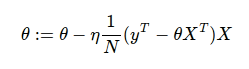 θ := θ − η 1/N (y^T − θX^T)X